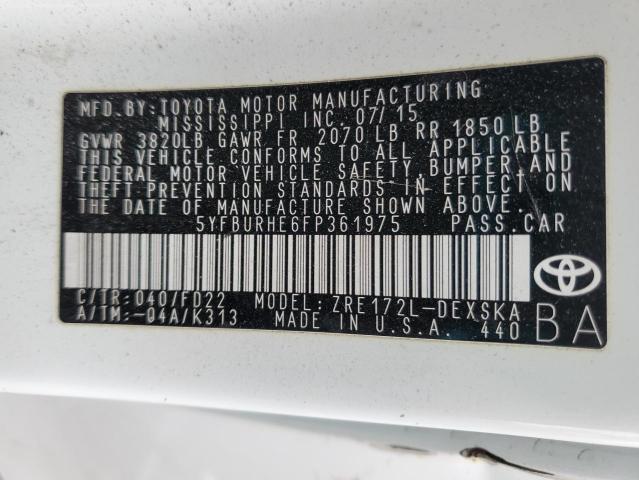 MFD. BY: TOYOTA MOTOR MANUFACTURING
MISSISSIPPI INC. 07/15
GVWR 3820LB GAWR FR 2070 LB RR 1850 LB
THIS VEHICLE CONFORMS TO ALL APPLICABLE
FEDERAL MOTOR VEHICLE SAFETY, BUMPER, AND
THEFT PREVENTION STANDARDS IN EFFECT ON
THE DATE OF MANUFACTURE SHOWN ABOVE.
5YFBURHE6FP361975 PASS.CAR
C/TR: 040/FD22 MODEL: ZRE172L-DEXSKA
A/TM:-04A/K313 MADE IN U.S.A. 440
BA